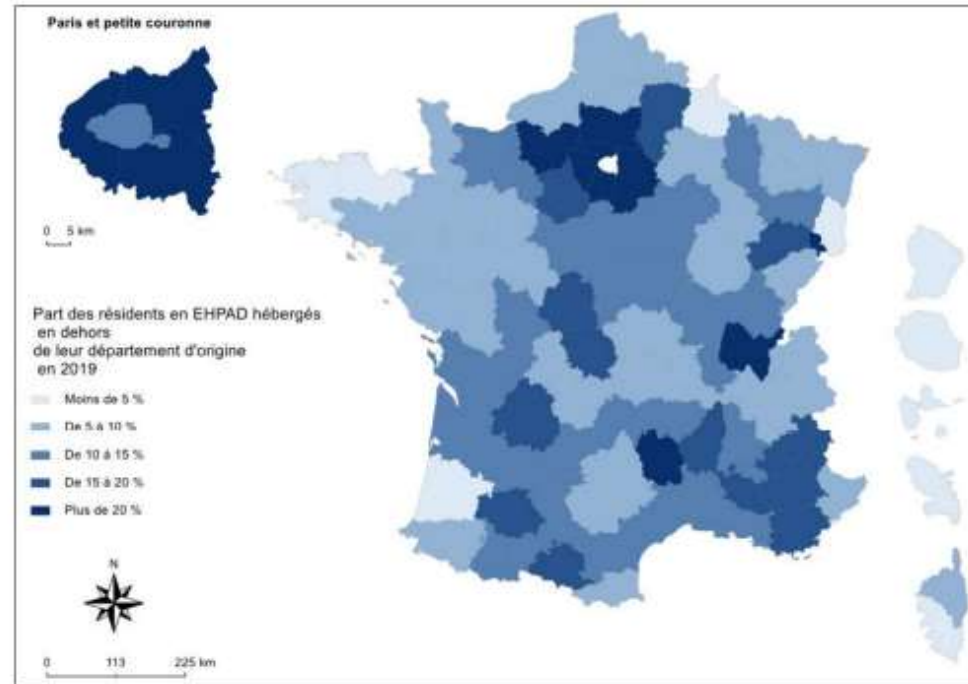 Paris et petite couronne
0 5 km
Part des résidents en EHPAD hébergés
en dehors
de leur département d'origine
en 2019
Moins de 5 %
De 5 à 10 %
De 10 à 15 %
De 15 à 20 %
Plus de 20 %
N
0 113 225 km